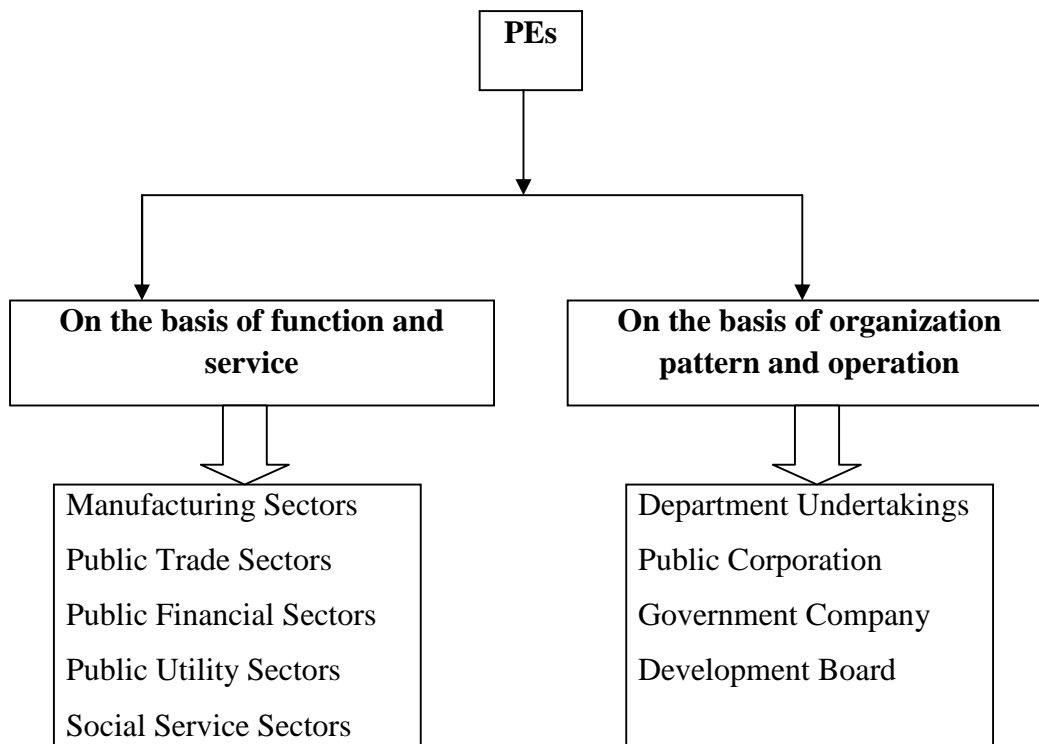 PEs
On the basis of function and
service
On the basis of organization
pattern and operation
Manufacturing Sectors
Public Trade Sectors
Public Financial Sectors
Public Utility Sectors
Social Service Sectors
Department Undertakings
Public Corporation
Government Company
Development Board